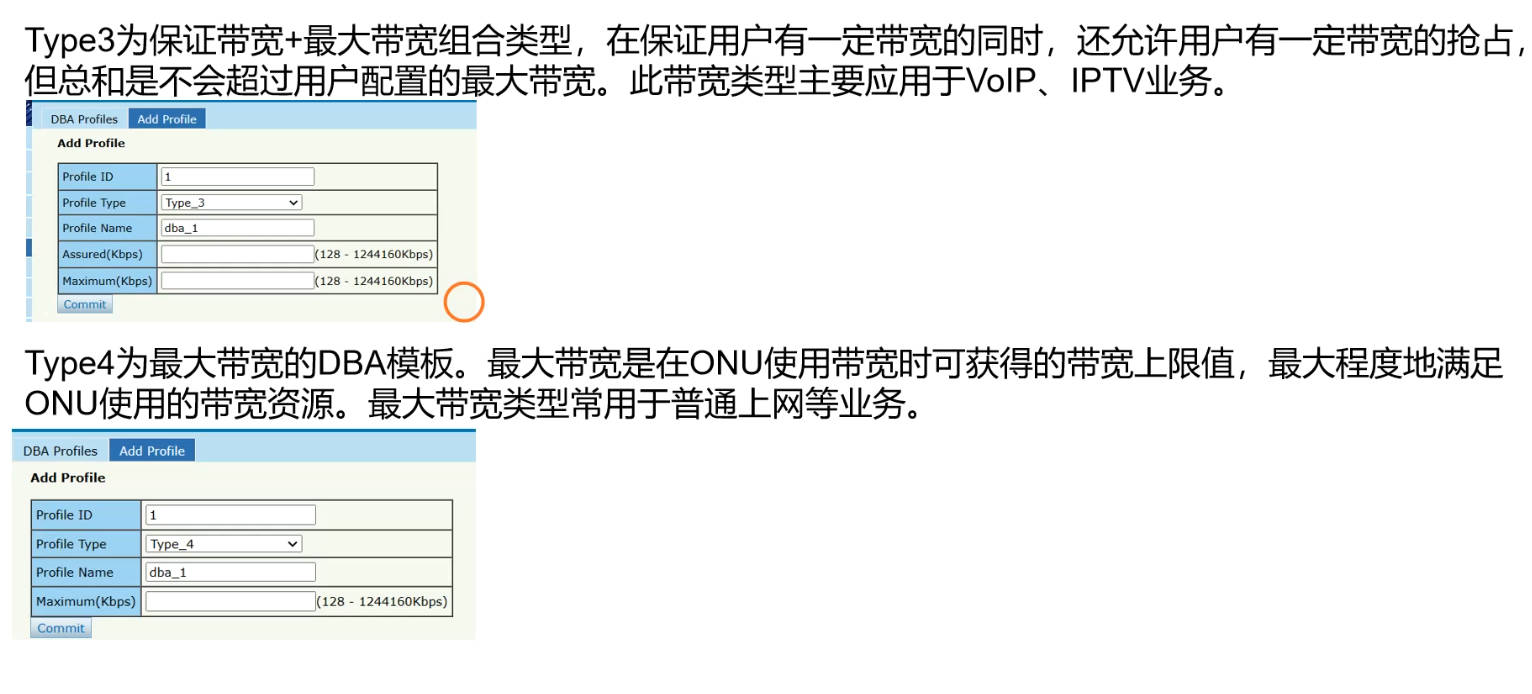 Type3为保证带宽+最大带宽组合类型，在保证用户有一定带宽的同时，还允许用户有一定带宽的抢占，
但总和是不会超过用户配置的最大带宽。此带宽类型主要应用于VoIP、IPTV业务。
DBA Profiles Add Profile
Add Profile
Profile ID 1
Profile Type Type_3
Profile Name dba_1
Assured(Kbps) (128 - 1244160Kbps)
Maximum(Kbps) (128 - 1244160Kbps)
Commit
Type4为最大带宽的DBA模板。最大带宽是在ONU使用带宽时可获得的带宽上限值，最大程度地满足
ONU使用的带宽资源。最大带宽类型常用于普通上网等业务。
DBA Profiles Add Profile
Add Profile
Profile ID 1
Profile Type Type_4
Profile Name dba_1
Maximum(Kbps) (128 - 1244160Kbps)
Commit